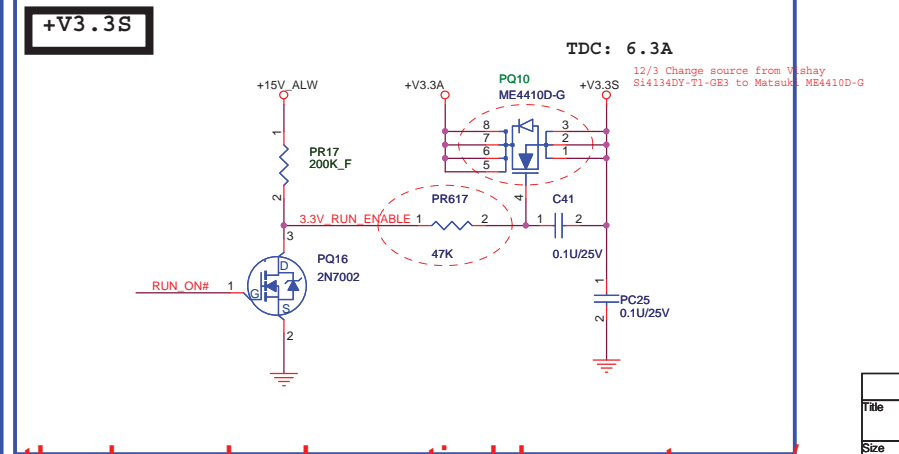 +V3.3S
TDC: 6.3A
12/3 Change source from Vishay
Si4134DY-T1-GE3 to Matsuki ME4410D-G
+15V_ALW
+V3.3A
PQ10
ME4410D-G
+V3.3S
1
PR17
200K_F
2
8
7
6
5
3
2
1
4
3.3V_RUN_ENABLE
1
PR617
2
47K
C41
1
2
0.1U/25V
3
PQ16
2N7002
D
G
S
RUN_ON#
1
2
1
PC25
0.1U/25V
2
Title
Size